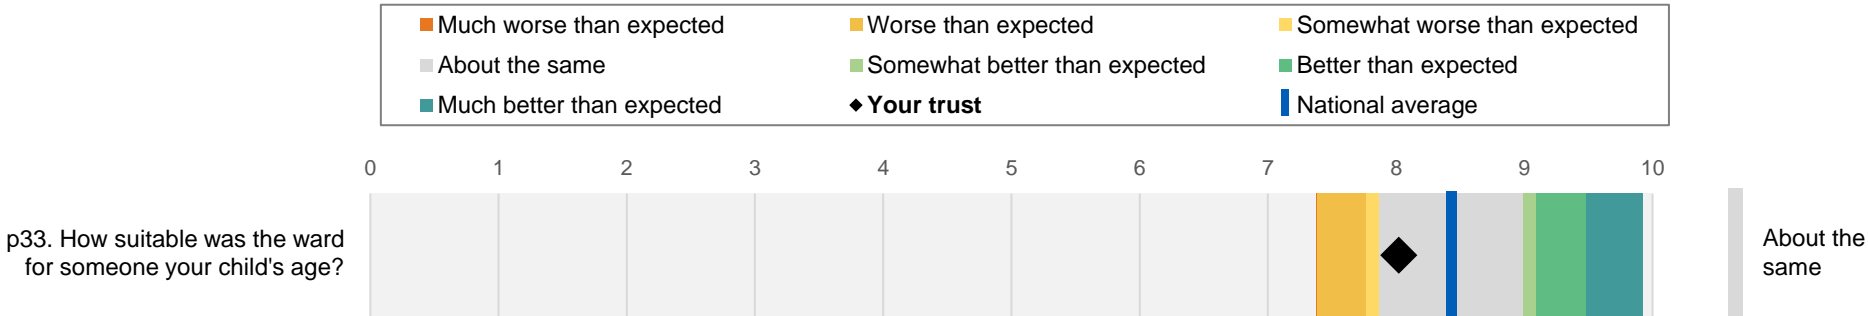 Much worse than expected
Worse than expected
Somewhat worse than expected
About the same
Somewhat better than expected
Better than expected
Much better than expected
Your trust
National average
0 1 2 3 4 5 6 7 8 9 10
p33. How suitable was the ward
for someone your child's age?
About the
same